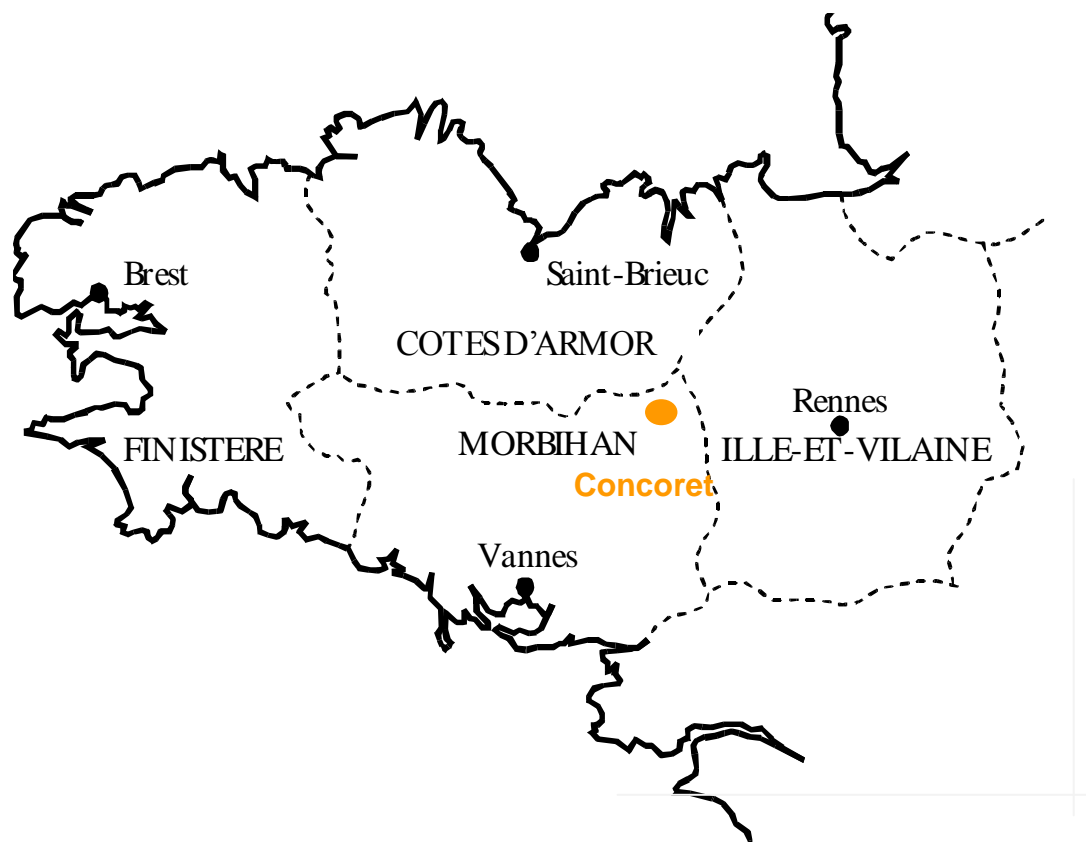 Brest
Saint-Brieuc
COTES D'ARMOR
Rennes
FINISTERE
MORBIHAN
ILLE-ET-VILAINE
Concoret
Vannes